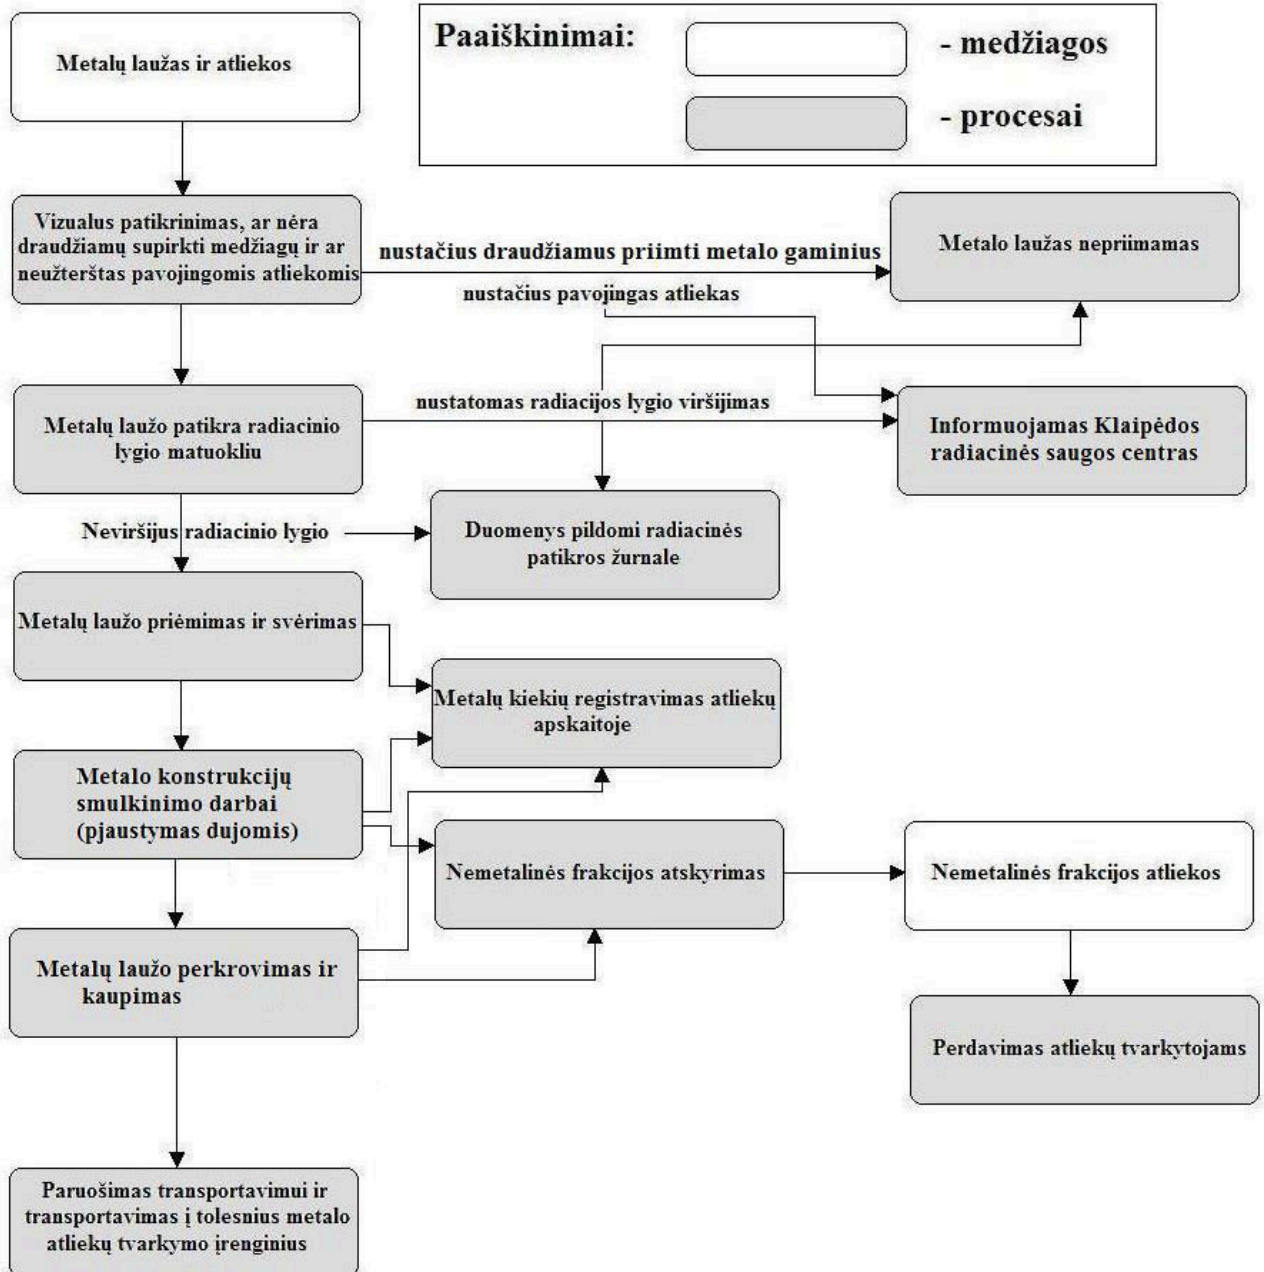 Metalų laužas ir atliekos
Paaiškinimai:
- medžiagos
- procesai
Vizualus patikrinimas, ar nėra
draudžiamų supirkti medžiagų ir ar
neužterštas pavojingomis atliekomis
nustačius draudžiamus priimti metalo gaminius
Metalo laužas nepriimamas
nustačius pavojingas atliekas
Metalų laužo patikra radiacinio
lygio matuokliu
nustatomas radiacijos lygio viršijimas
Informuojamas Klaipėdos
radiacinės saugos centras
Neviršijus radiacinio lygio
Duomenys pildomi radiacinės
patikros žurnale
Metalų laužo priėmimas ir svėrimas
Metalų kiekių registravimas atliekų
apskaitoje
Metalo konstrukcijų
smulkinimo darbai
(pjaustymas dujomis)
Nemetalinės frakcijos atskyrimas
Nemetalinės frakcijos atliekos
Metalų laužo perkrovimas ir
kaupimas
Perdavimas atliekų tvarkytojams
Paruošimas transportavimui ir
transportavimas į tolesnius metalo
atliekų tvarkymo įrenginius